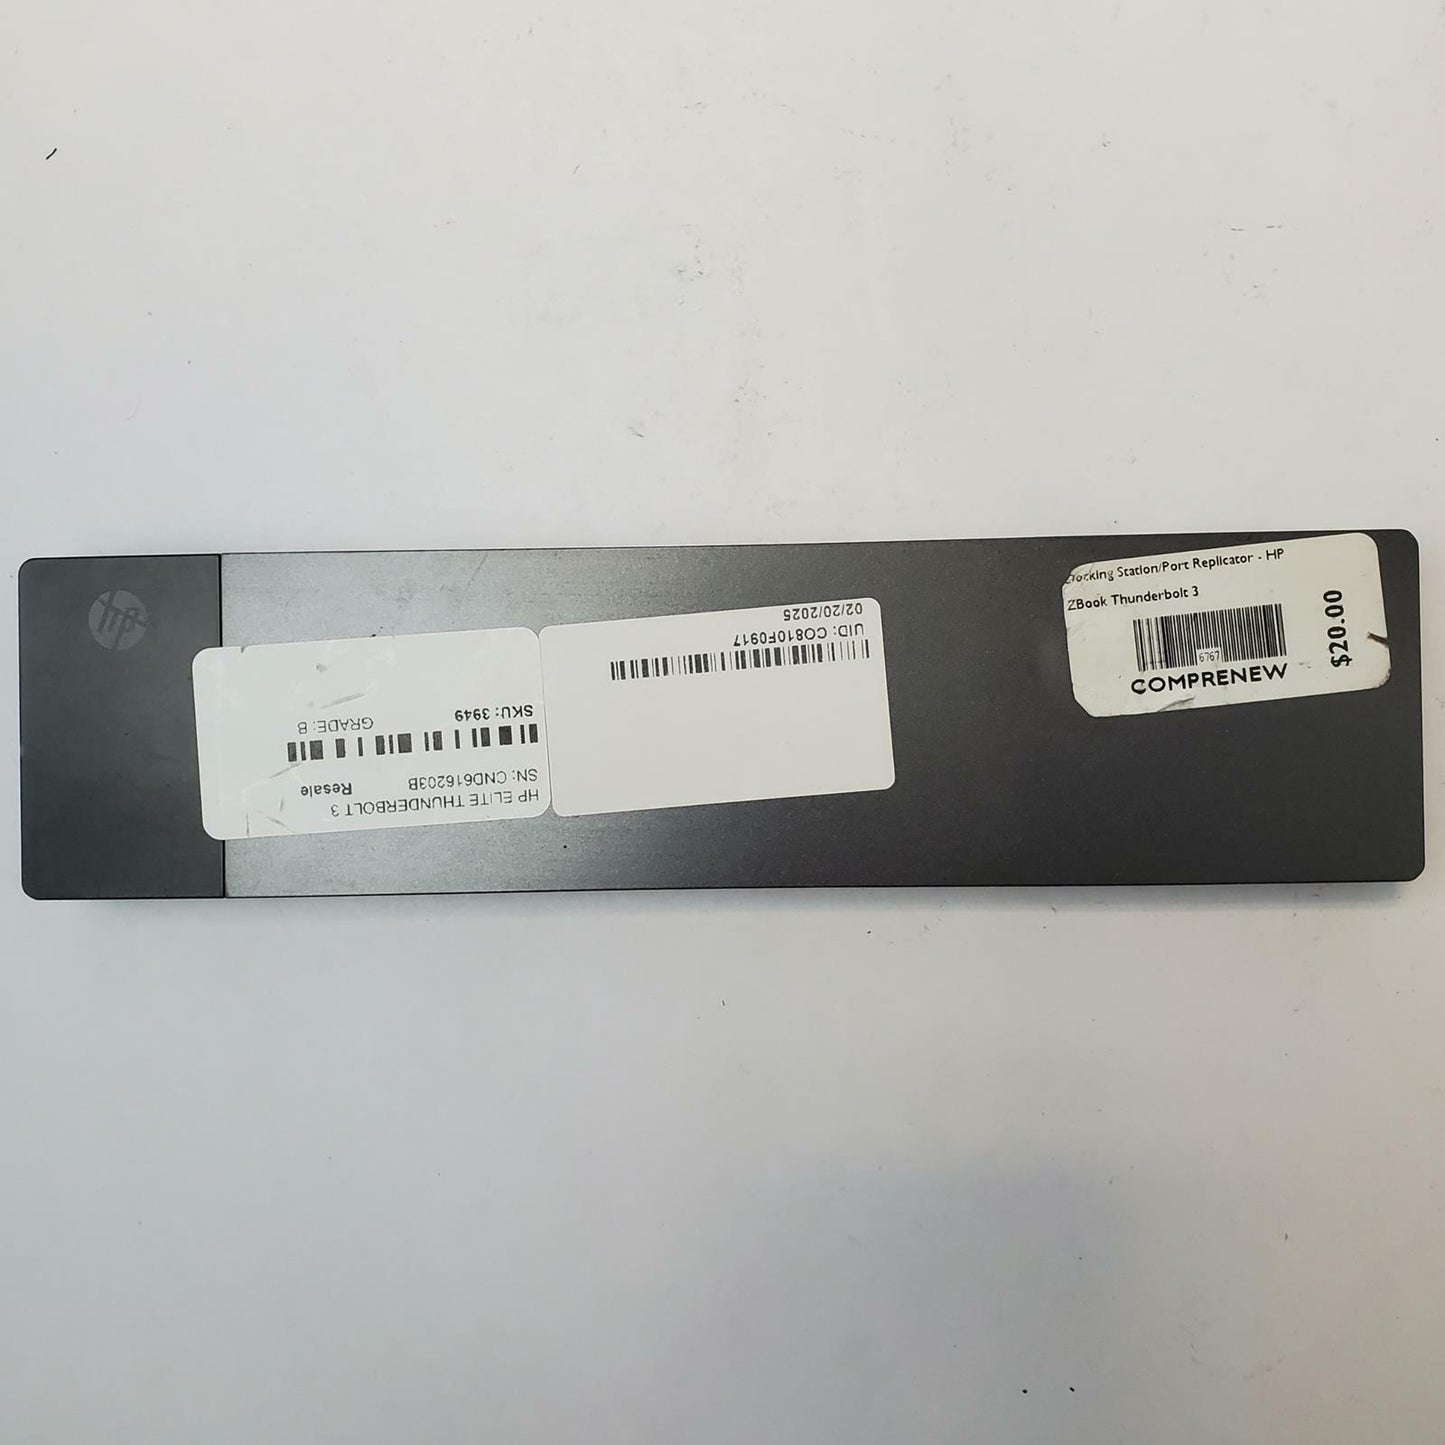 hp
HP ELITE THUNDERBOLT 3
SN: CND616203B Resale
SKU: 3949 GRADE: B
UID: CO810F0917
02/20/2025
Docking Station/Port Replicator - HP
ZBook Thunderbolt 3
6767
COMPRENEW
$20.00